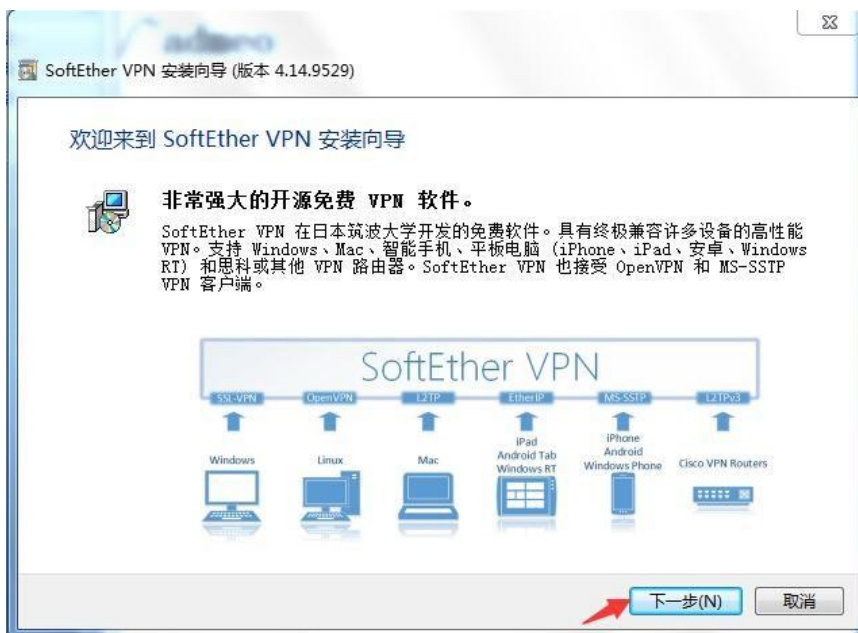 SoftEther VPN 安装向导 (版本 4.14.9529)
欢迎来到 SoftEther VPN 安装向导
非常强大的开源免费 VPN 软件。
SoftEther VPN 在日本筑波大学开发的免费软件。具有终极兼容许多设备的高性能
VPN。支持 Windows、Mac、智能手机、平板电脑 (iPhone、iPad、安卓、Windows
RT) 和思科或其他 VPN 路由器。SoftEther VPN 也接受 OpenVPN 和 MS-SSTP
VPN 客户端。
SoftEther VPN
SSL-VPN OpenVPN L2TP EtherIP MS-SSTP L2TPv3
Windows Linux Mac iPad Android Tab Windows RT iPhone Android Windows Phone Cisco VPN Routers
下一步(N) 取消